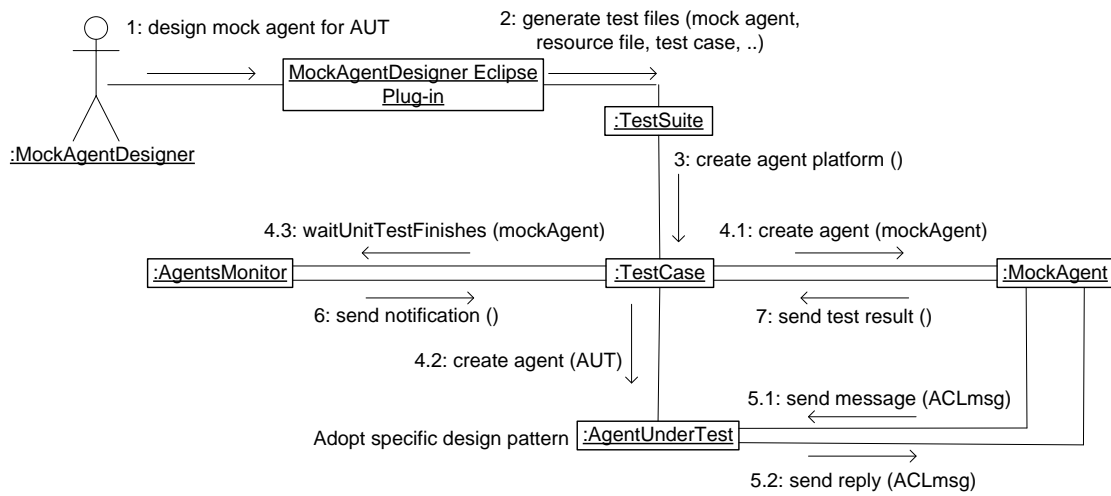 1: design mock agent for AUT
2: generate test files (mock agent,
resource file, test case, ..)
MockAgentDesigner Eclipse
Plug-in
:TestSuite
:MockAgentDesigner
3: create agent platform ()
4.3: waitUnitTestFinishes (mockAgent)
4.1: create agent (mockAgent)
:AgentsMonitor
:TestCase
:MockAgent
6: send notification ()
7: send test result ()
4.2: create agent (AUT)
5.1: send message (ACLmsg)
Adopt specific design pattern
:AgentUnderTest
5.2: send reply (ACLmsg)